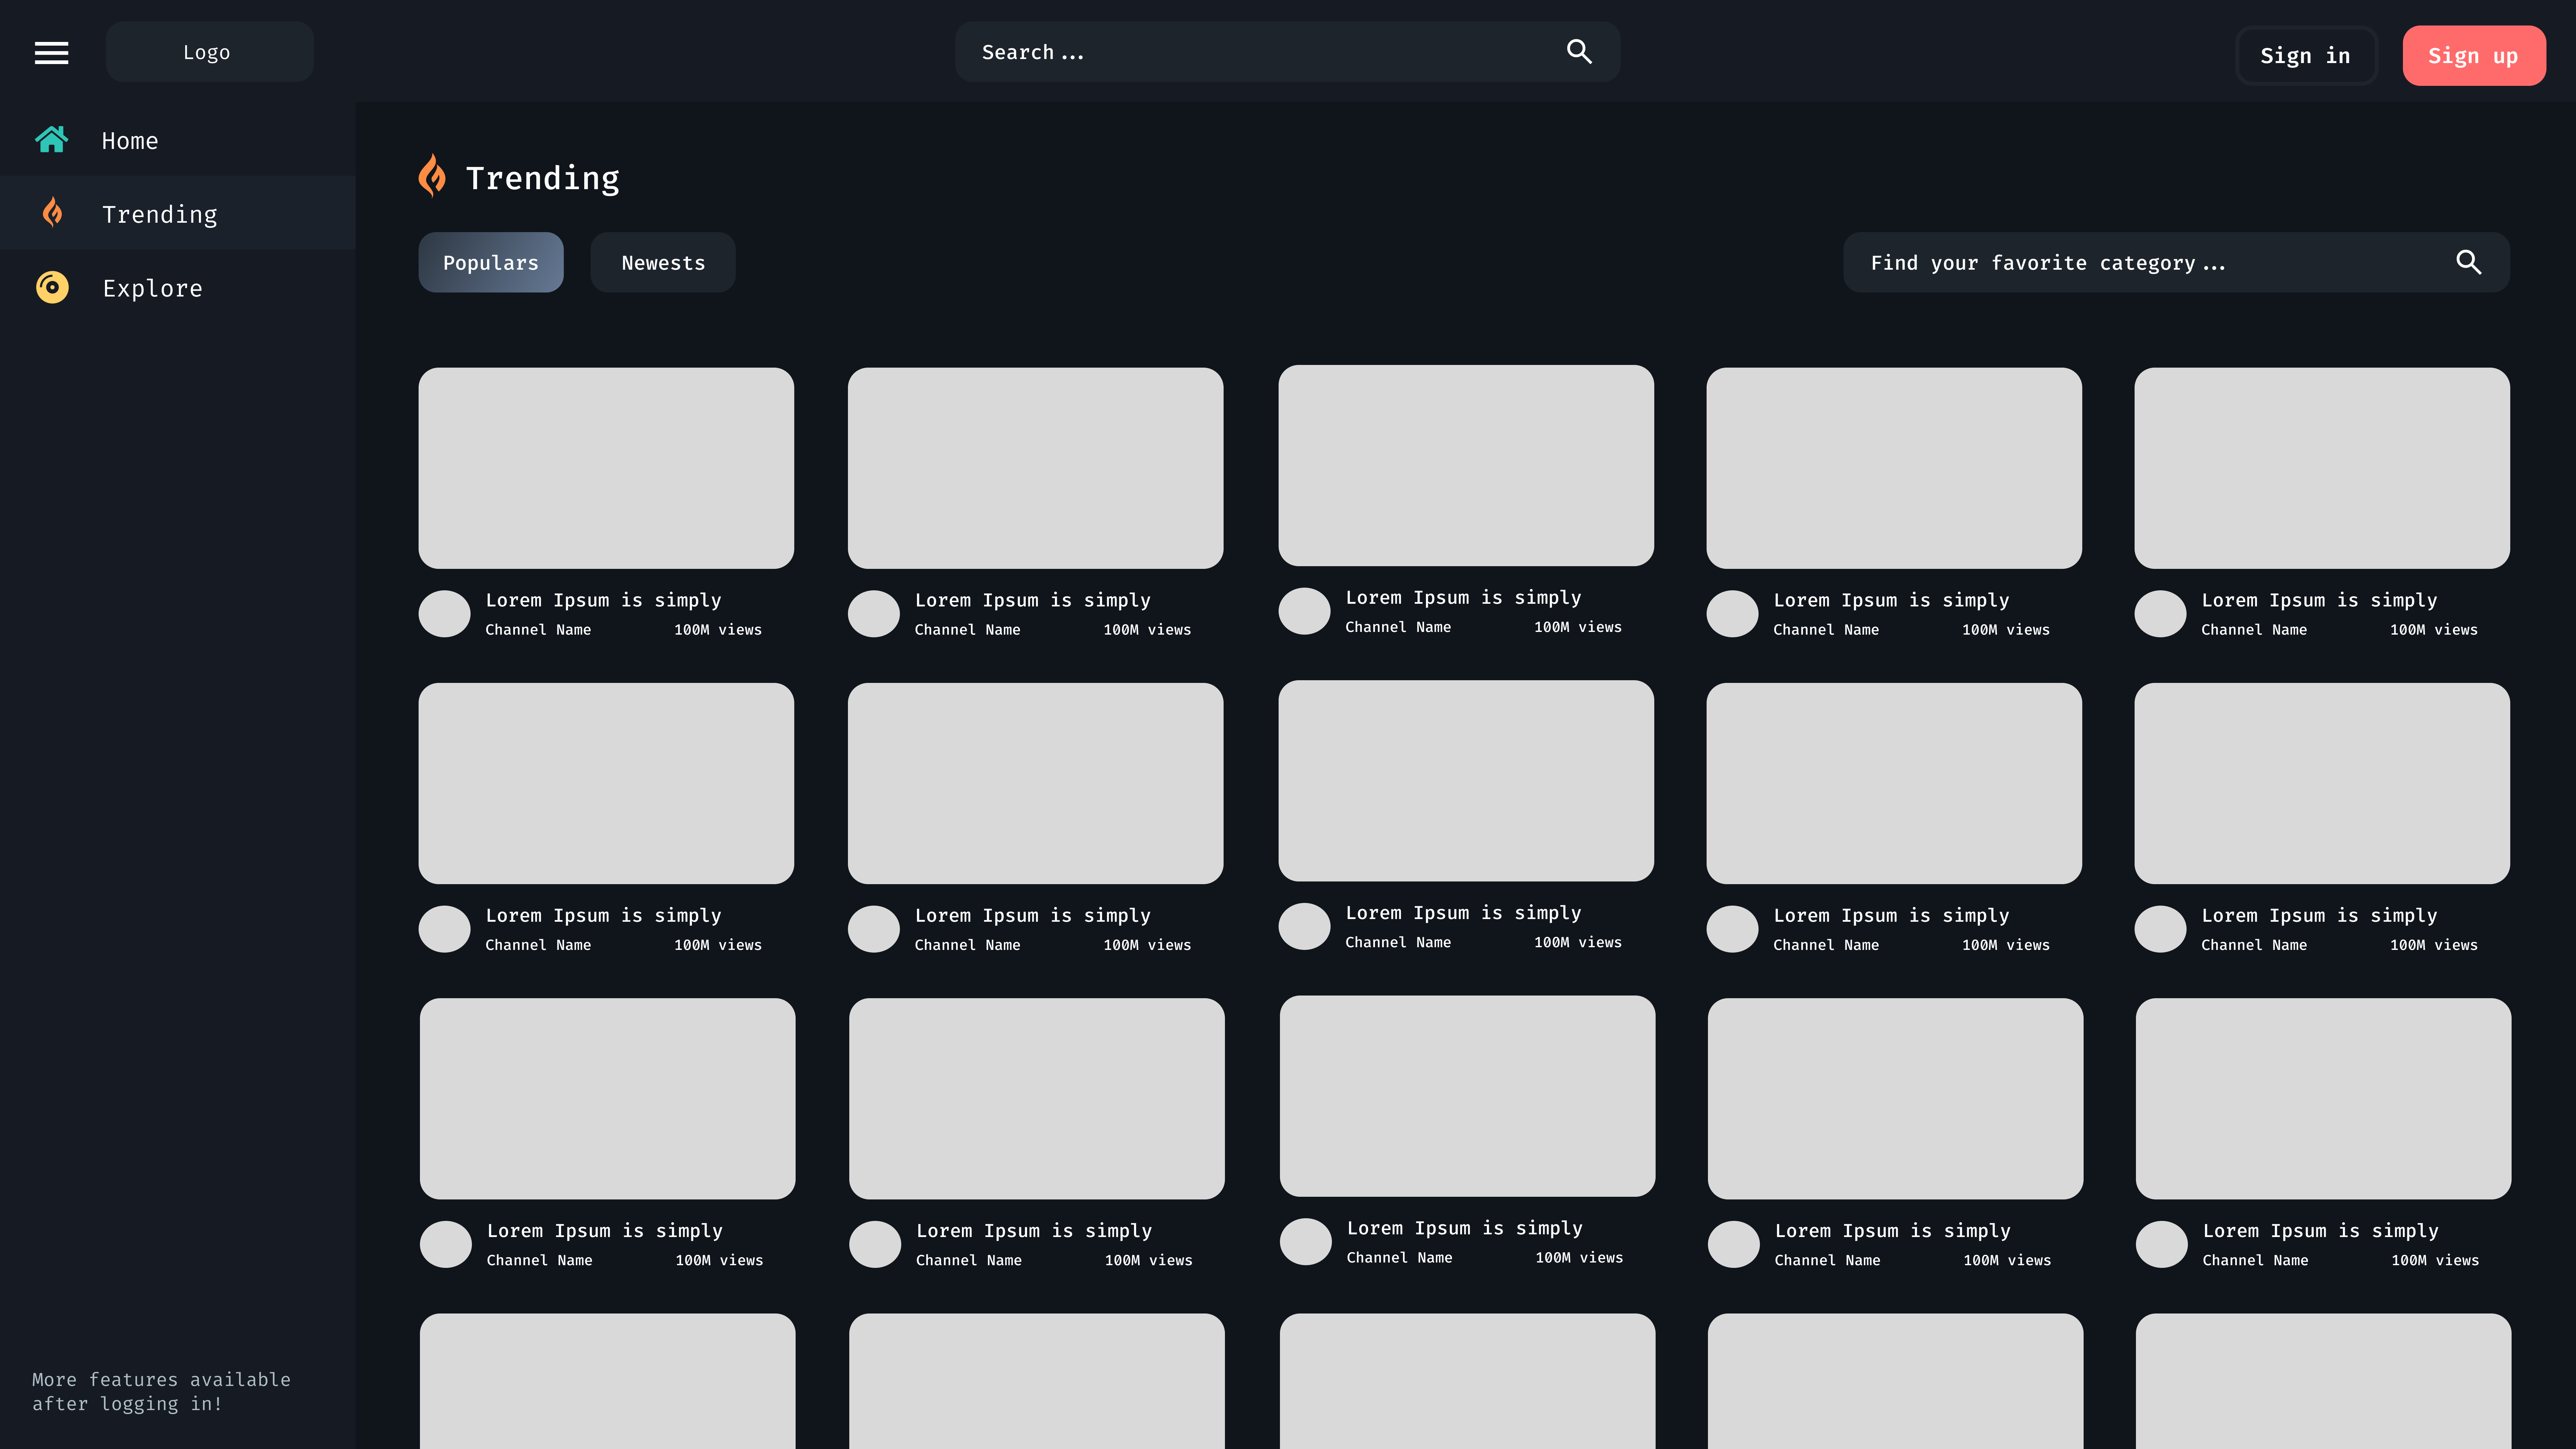 Logo
Search...
Sign in
Sign up
Home
Trending
Explore
Trending
Populars
Newests
Find your favorite category...
Lorem Ipsum is simply
Channel Name 100M views
Lorem Ipsum is simply
Channel Name 100M views
Lorem Ipsum is simply
Channel Name 100M views
Lorem Ipsum is simply
Channel Name 100M views
Lorem Ipsum is simply
Channel Name 100M views
Lorem Ipsum is simply
Channel Name 100M views
Lorem Ipsum is simply
Channel Name 100M views
Lorem Ipsum is simply
Channel Name 100M views
Lorem Ipsum is simply
Channel Name 100M views
Lorem Ipsum is simply
Channel Name 100M views
Lorem Ipsum is simply
Channel Name 100M views
Lorem Ipsum is simply
Channel Name 100M views
Lorem Ipsum is simply
Channel Name 100M views
Lorem Ipsum is simply
Channel Name 100M views
Lorem Ipsum is simply
Channel Name 100M views
More features available
after logging in!